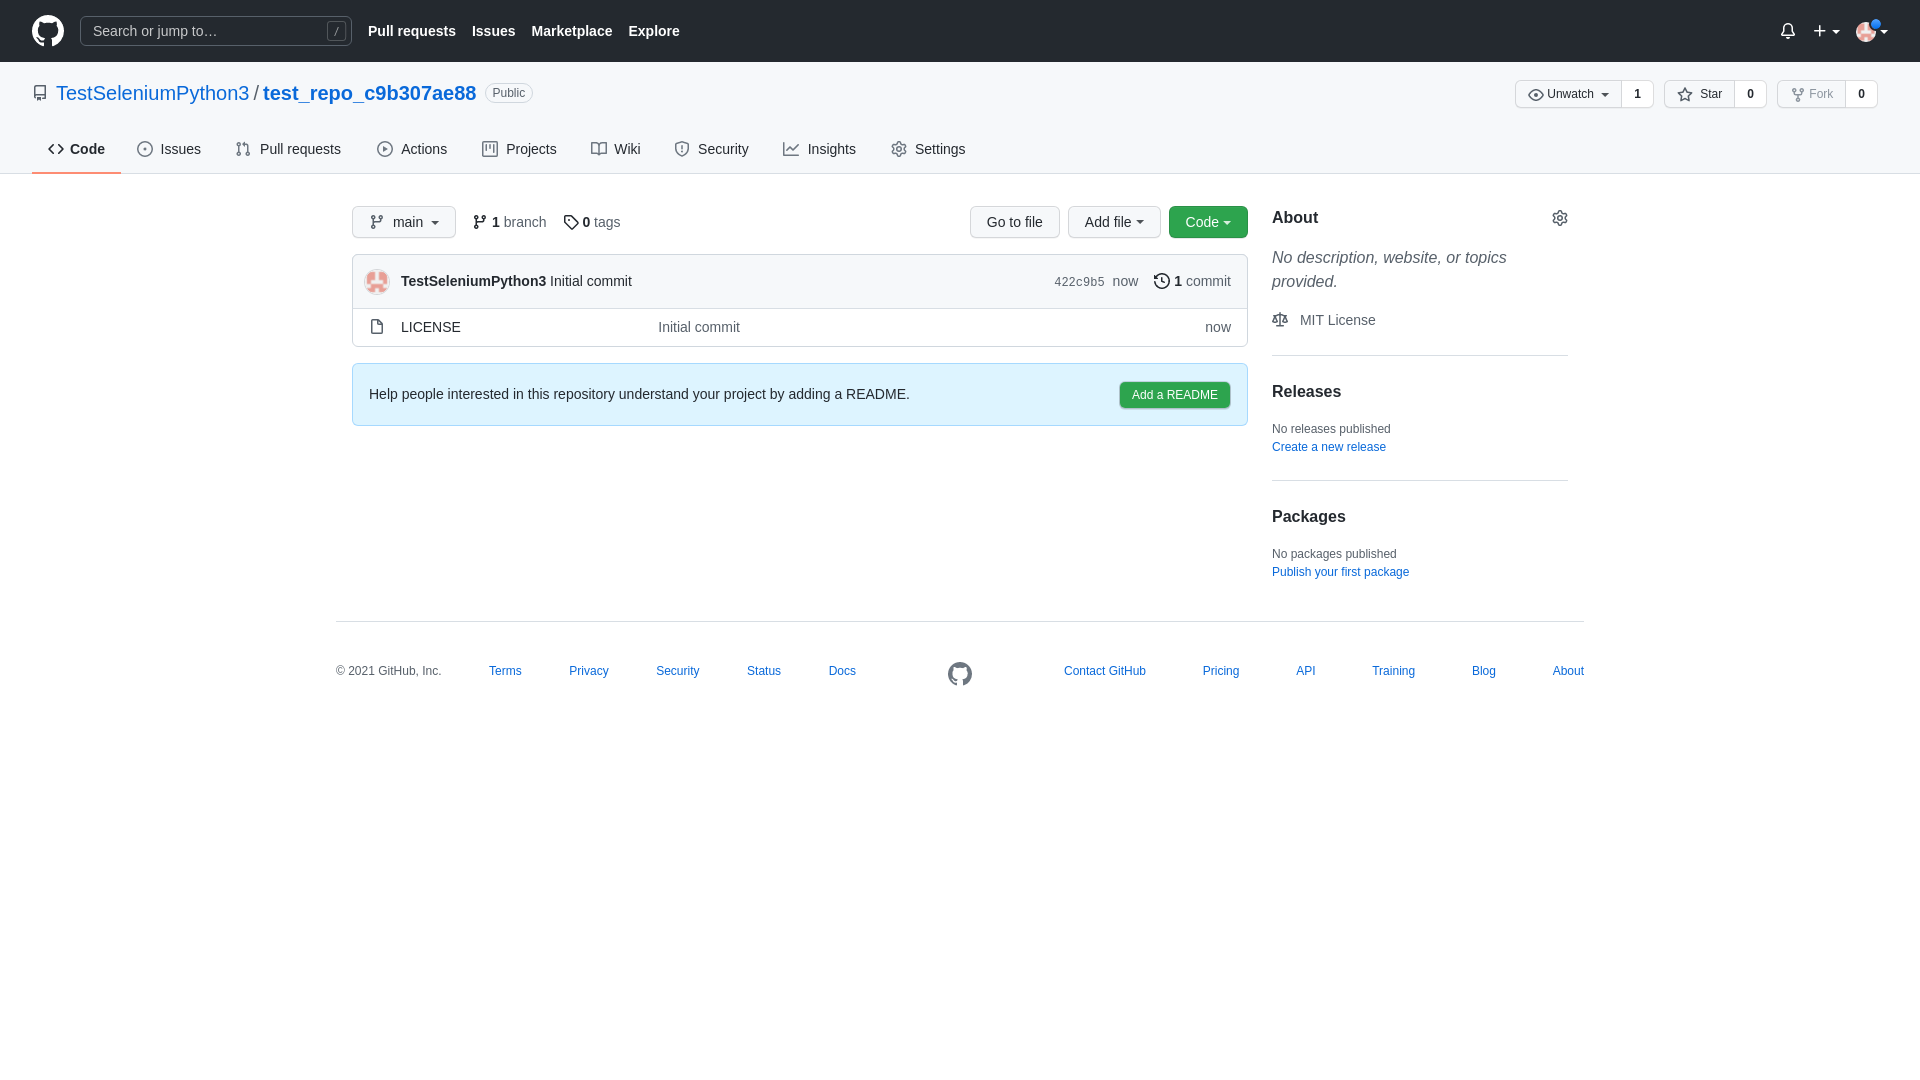 Search or jump to… /
Pull requests Issues Marketplace Explore
TestSeleniumPython3 / test_repo_c9b307ae88 Public
Unwatch 1 Star 0 Fork 0
Code Issues Pull requests Actions Projects Wiki Security Insights Settings
main 1 branch 0 tags Go to file Add file Code
TestSeleniumPython3 Initial commit 422c9b5 now 1 commit
LICENSE Initial commit now
Help people interested in this repository understand your project by adding a README. Add a README
About
No description, website, or topics
provided.
MIT License
Releases
No releases published
Create a new release
Packages
No packages published
Publish your first package
© 2021 GitHub, Inc. Terms Privacy Security Status Docs Contact GitHub Pricing API Training Blog About